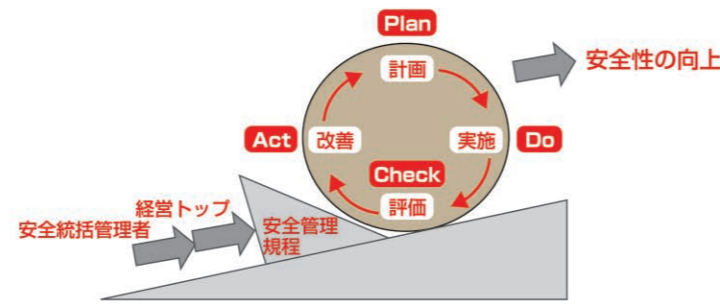 Plan
計画
安全性の向上
Act
改善
実施
Do
Check
評価
経営トップ
安全統括管理者
安全管理
規程